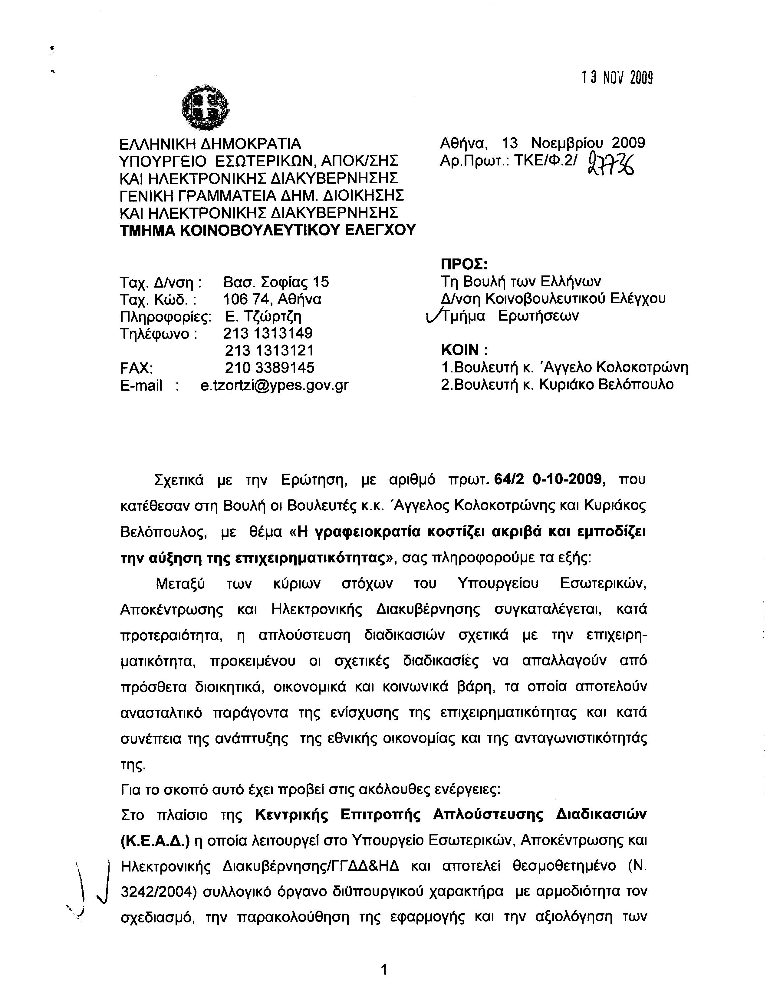 13 NOV 2009
ΕΛΛΗΝΙΚΗ ΔΗΜΟΚΡΑΤΙΑ
ΥΠΟΥΡΓΕΙΟ ΕΣΩΤΕΡΙΚΩΝ, ΑΠΟΚ/ΣΗΣ
ΚΑΙ ΗΛΕΚΤΡΟΝΙΚΗΣ ΔΙΑΚΥΒΕΡΝΗΣΗΣ
ΓΕΝΙΚΗ ΓΡΑΜΜΑΤΕΙΑ ΔΗΜ. ΔΙΟΙΚΗΣΗΣ
ΚΑΙ ΗΛΕΚΤΡΟΝΙΚΗΣ ΔΙΑΚΥΒΕΡΝΗΣΗΣ
ΤΜΗΜΑ ΚΟΙΝΟΒΟΥΛΕΥΤΙΚΟΥ ΕΛΕΓΧΟΥ
Αθήνα, 13 Νοεμβρίου 2009
Αρ.Πρωτ.: ΤΚΕ/Φ.2/ 27736
Ταχ. Δ/νση : Βασ. Σοφίας 15
Ταχ. Κώδ. : 106 74, Αθήνα
Πληροφορίες: Ε. Τζώρτζη
Τηλέφωνο : 213 1313149
213 1313121
FAX: 210 3389145
E-mail : e.tzortzi@ypes.gov.gr
ΠΡΟΣ:
Τη Βουλή των Ελλήνων
Δ/νση Κοινοβουλευτικού Ελέγχου
Τμήμα Ερωτήσεων
ΚΟΙΝ :
1.Βουλευτή κ. Άγγελο Κολοκοτρώνη
2.Βουλευτή κ. Κυριάκο Βελόπουλο
Σχετικά με την Ερώτηση, με αριθμό πρωτ. 64/2 0-10-2009, που
κατέθεσαν στη Βουλή οι Βουλευτές κ.κ. Άγγελος Κολοκοτρώνης και Κυριάκος
Βελόπουλος, με θέμα «Η γραφειοκρατία κοστίζει ακριβά και εμποδίζει
την αύξηση της επιχειρηματικότητας», σας πληροφορούμε τα εξής:
Μεταξύ των κύριων στόχων του Υπουργείου Εσωτερικών,
Αποκέντρωσης και Ηλεκτρονικής Διακυβέρνησης συγκαταλέγεται, κατά
προτεραιότητα, η απλούστευση διαδικασιών σχετικά με την επιχειρη-
ματικότητα, προκειμένου οι σχετικές διαδικασίες να απαλλαγούν από
πρόσθετα διοικητικά, οικονομικά και κοινωνικά βάρη, τα οποία αποτελούν
ανασταλτικό παράγοντα της ενίσχυσης της επιχειρηματικότητας και κατά
συνέπεια της ανάπτυξης της εθνικής οικονομίας και της ανταγωνιστικότητάς
της.
Για το σκοπό αυτό έχει προβεί στις ακόλουθες ενέργειες:
Στο πλαίσιο της Κεντρικής Επιτροπής Απλούστευσης Διαδικασιών
(Κ.Ε.Α.Δ.) η οποία λειτουργεί στο Υπουργείο Εσωτερικών, Αποκέντρωσης και
Ηλεκτρονικής Διακυβέρνησης/ΓΓΔΔ&ΗΔ και αποτελεί θεσμοθετημένο (Ν.
3242/2004) συλλογικό όργανο διϋπουργικού χαρακτήρα με αρμοδιότητα τον
σχεδιασμό, την παρακολούθηση της εφαρμογής και την αξιολόγηση των
1